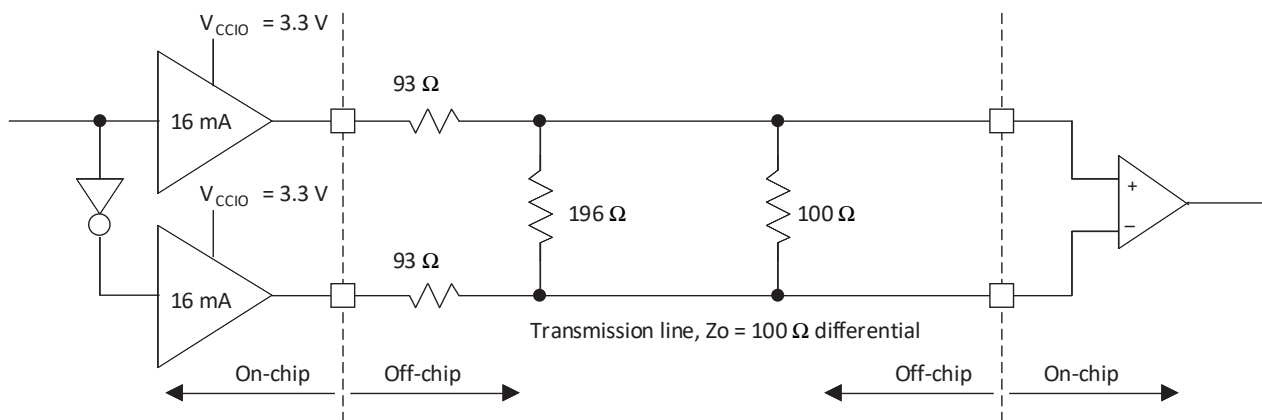 V_CCIO = 3.3 V
93 Ω
16 mA
V_CCIO = 3.3 V
+
196 Ω
100 Ω
−
93 Ω
16 mA
Transmission line, Zo = 100 Ω differential
On-chip
Off-chip
Off-chip
On-chip